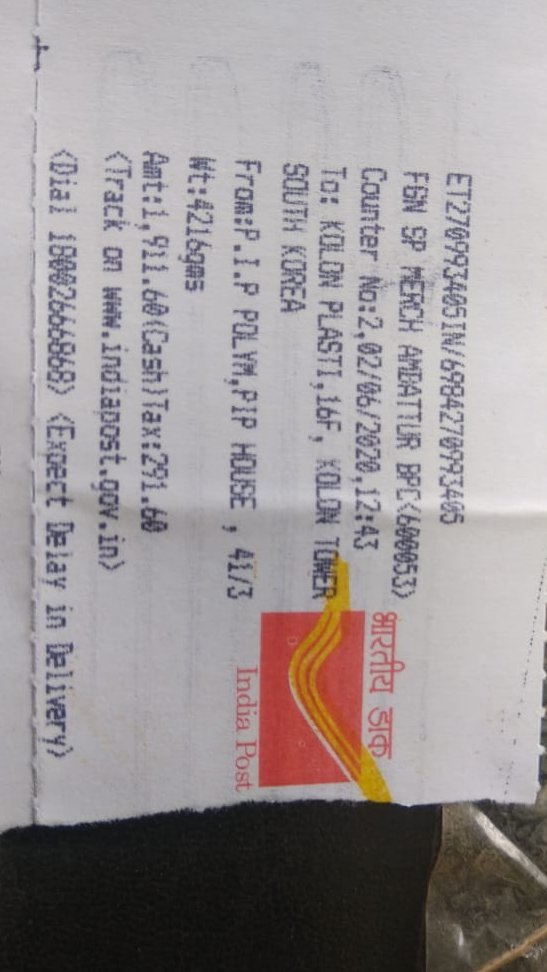 ET270993405IN/6984270993405
FGN SP MERCH AMBATTUR BPC<600053>
Counter No:2,02/06/2020,12:43
To: KOLON PLASTI,16F, KOLON TOWER
SOUTH KOREA
From:P.I.P POLYM,PIP HOUSE , 41/3
Wt:4216gms
Amt:1,911.60(Cash)Tax:291.60
<Track on www.indiapost.gov.in>
<Dial 18002666868> <Expect Delay in Delivery>
भारतीय डाक
India Post